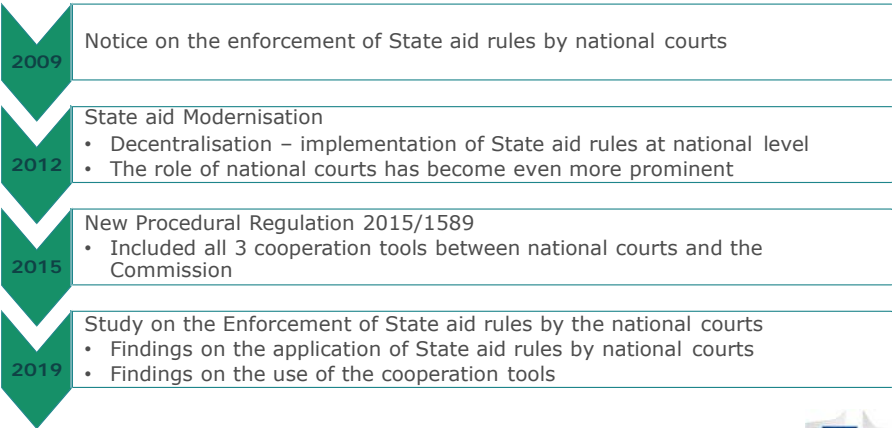 2009
Notice on the enforcement of State aid rules by national courts
2012
State aid Modernisation
• Decentralisation – implementation of State aid rules at national level
• The role of national courts has become even more prominent
2015
New Procedural Regulation 2015/1589
• Included all 3 cooperation tools between national courts and the
Commission
2019
Study on the Enforcement of State aid rules by the national courts
• Findings on the application of State aid rules by national courts
• Findings on the use of the cooperation tools